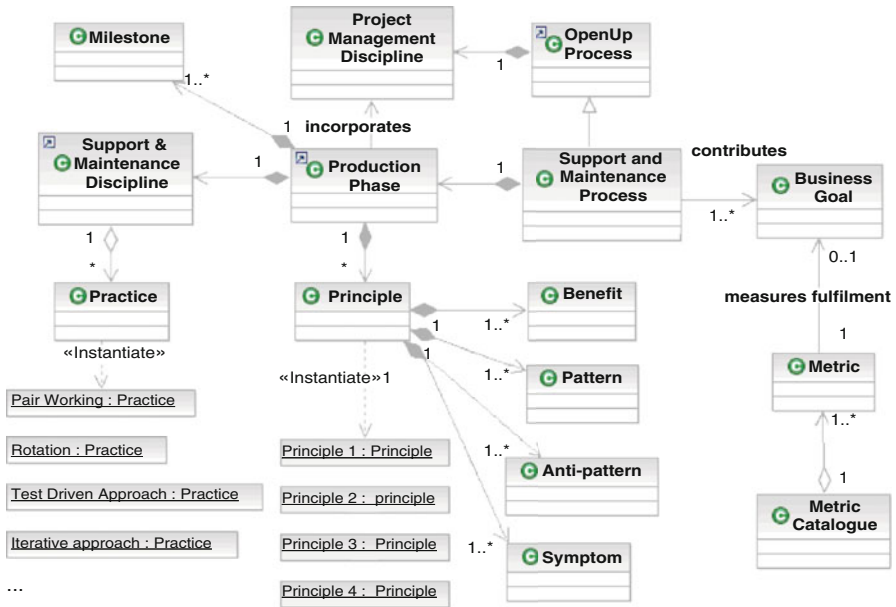 Milestone
1..*
Project
Management
Discipline
1
OpenUp
Process
1
incorporates
Support &
Maintenance
Discipline
1
Production
Phase
1
Support and
Maintenance
Process
contributes
1..*
Business
Goal
1
*
1
*
0..1
Practice
Principle
Benefit
1..*
1
measures fulfilment
«Instantiate»
1
1..*
Pattern
1
Metric
«Instantiate»1
Pair Working : Practice
Rotation : Practice
Test Driven Approach : Practice
Iterative approach : Practice
...
Principle 1 : Principle
Principle 2 : principle
Principle 3 : Principle
Principle 4 : Principle
1..*
Anti-pattern
1..*
Symptom
1..*
1
Metric
Catalogue